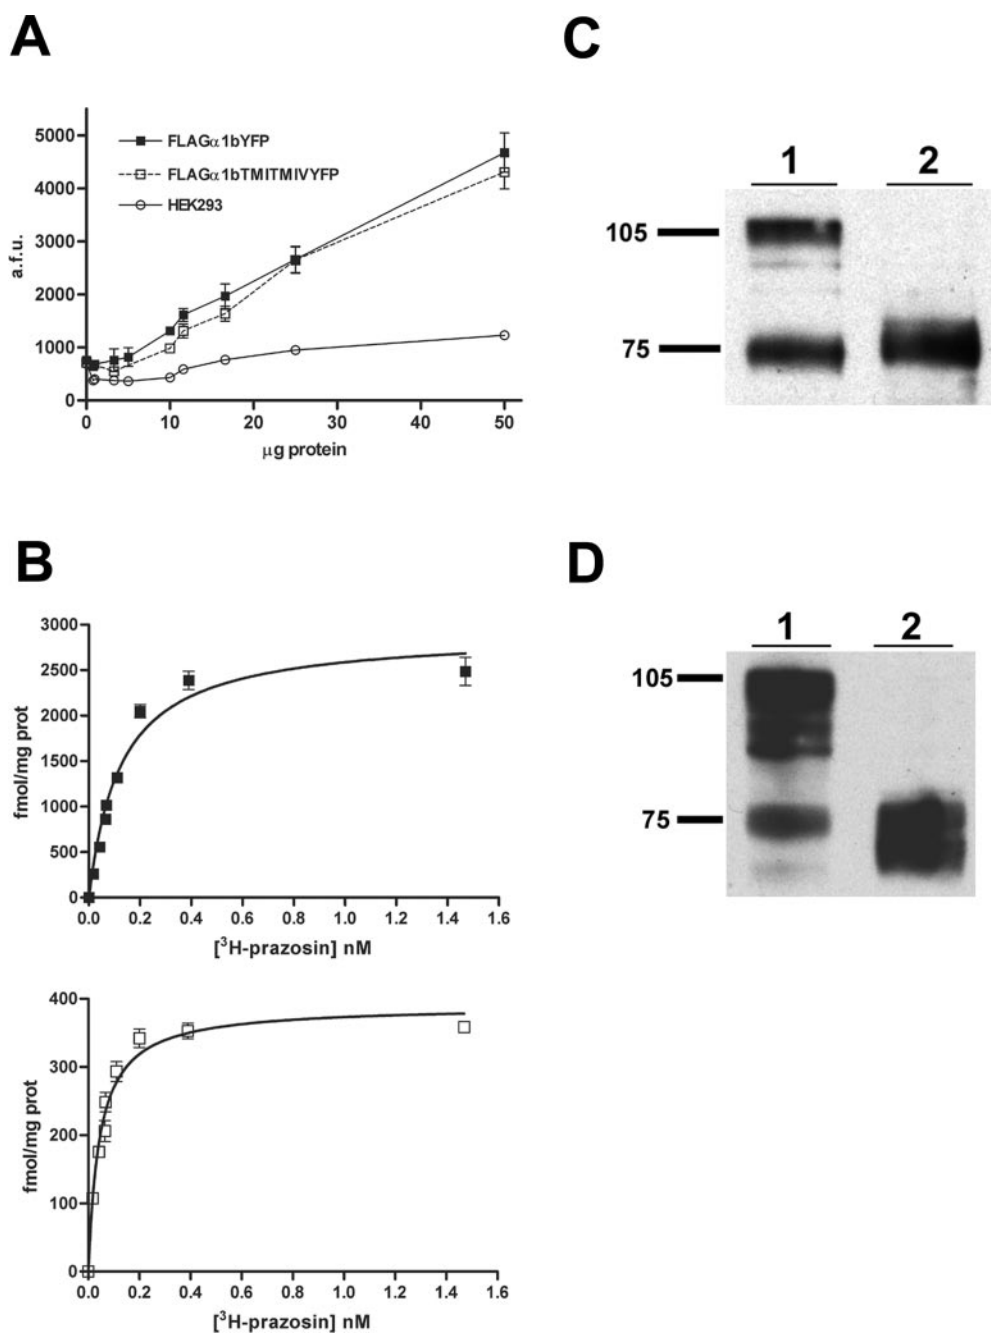 A
5000
4000
3000
2000
1000
0
a.f.u.
FLAGα1bYFP
FLAGα1bTMITMIVYFP
HEK293
0 10 20 30 40 50
μg protein
B
3000
2500
2000
1500
1000
500
0
fmol/mg prot
0.0 0.2 0.4 0.6 0.8 1.0 1.2 1.4 1.6
[³H-prazosin] nM
400
300
200
100
0
fmol/mg prot
0.0 0.2 0.4 0.6 0.8 1.0 1.2 1.4 1.6
[³H-prazosin] nM
C
1 2
105
75
D
1 2
105
75